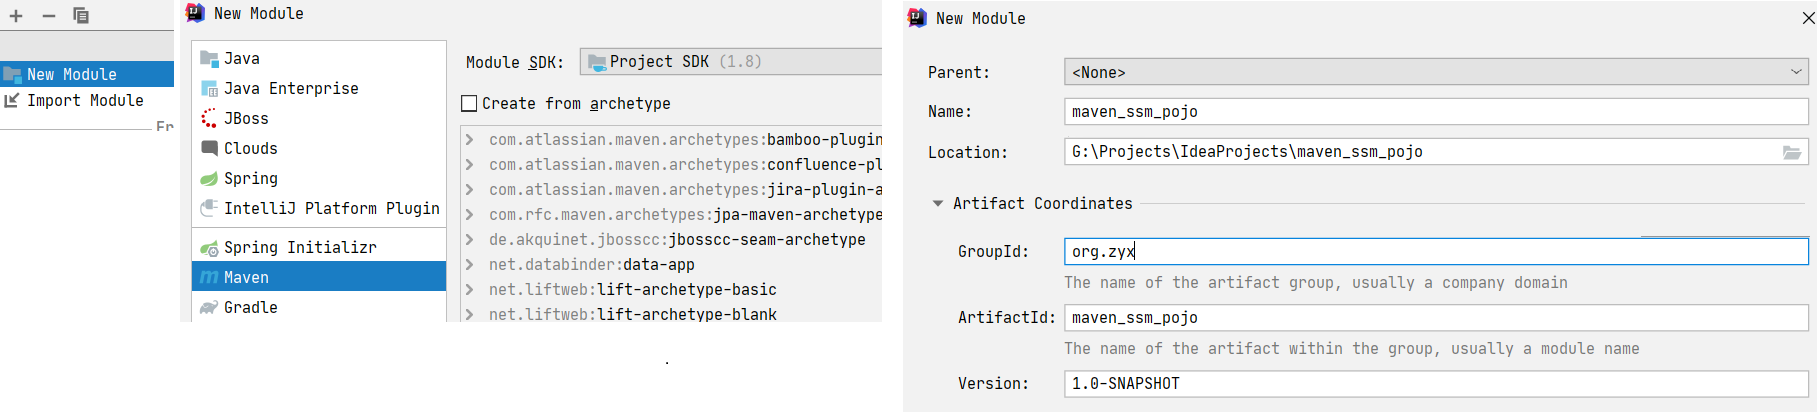 New Module
Import Module
Er
New Module
Java
Java Enterprise
JBoss
Clouds
Spring
IntelliJ Platform Plugin
Spring Initializr
Maven
Gradle
Module SDK: Project SDK (1.8)
Create from archetype
com.atlassian.maven.archetypes:bamboo-plugin
com.atlassian.maven.archetypes:confluence-pl
com.atlassian.maven.archetypes:jira-plugin-a
com.rfc.maven.archetypes:jpa-maven-archetype
de.akquinet.jbosscc:jbosscc-seam-archetype
net.databinder:data-app
net.liftweb:lift-archetype-basic
net.liftweb:lift-archetype-blank
New Module
Parent: <None>
Name: maven_ssm_pojo
Location: G:\Projects\IdeaProjects\maven_ssm_pojo
Artifact Coordinates
GroupId: org.zyx
The name of the artifact group, usually a company domain
ArtifactId: maven_ssm_pojo
The name of the artifact within the group, usually a module name
Version: 1.0-SNAPSHOT